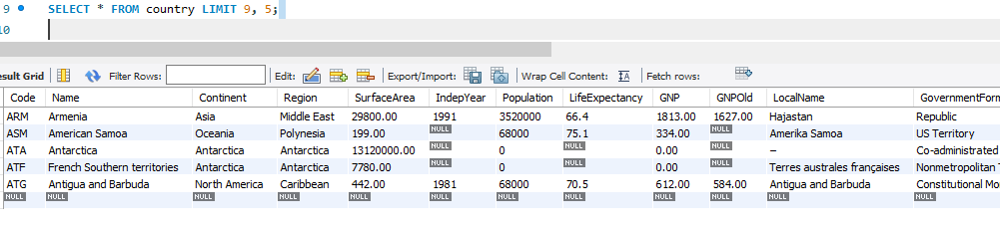 9 SELECT * FROM country LIMIT 9, 5;
10
esult Grid Filter Rows: Edit: Export/Import: Wrap Cell Content: IA Fetch rows:
Code Name Continent Region SurfaceArea IndepYear Population LifeExpectancy GNP GNPOld LocalName GovernmentForm
ARM Armenia Asia Middle East 29800.00 1991 3520000 66.4 1813.00 1627.00 Hajastan Republic
ASM American Samoa Oceania Polynesia 199.00 NULL 68000 75.1 334.00 NULL Amerika Samoa US Territory
ATA Antarctica Antarctica Antarctica 13120000.00 NULL 0 NULL 0.00 NULL – Co-administrated
ATF French Southern territories Antarctica Antarctica 7780.00 NULL 0 NULL 0.00 NULL Terres australes françaises Nonmetropolitan T
ATG Antigua and Barbuda North America Caribbean 442.00 1981 68000 70.5 612.00 584.00 Antigua and Barbuda Constitutional Mo
NULL NULL NULL NULL NULL NULL NULL NULL NULL NULL NULL NULL